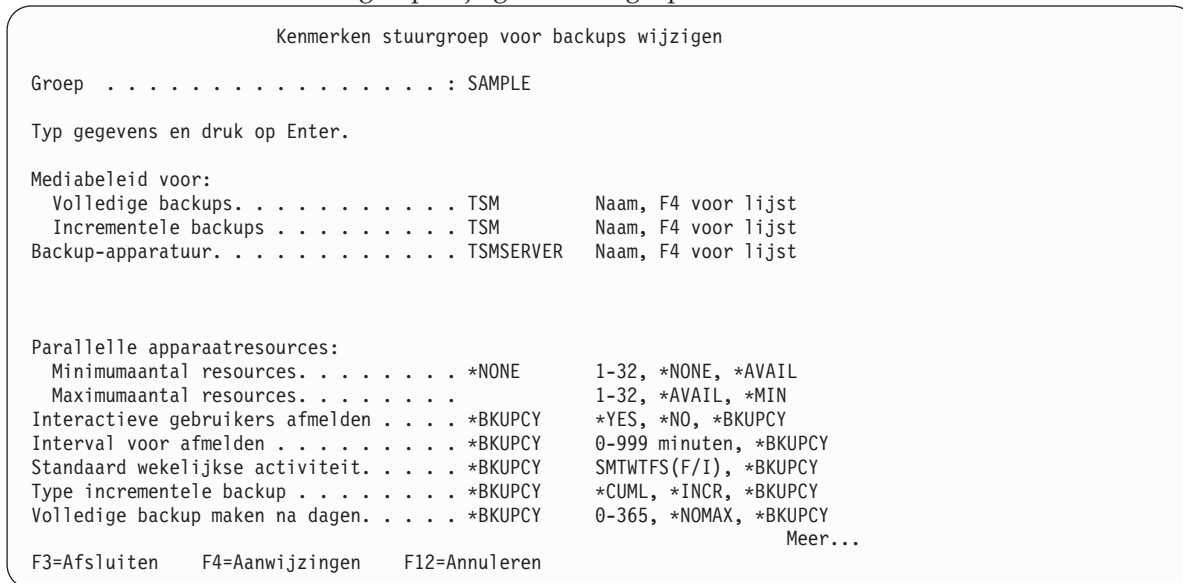 Kenmerken stuurgroep voor backups wijzigen
Groep . . . . . . . . . . . . . . . . : SAMPLE
Typ gegevens en druk op Enter.
Mediabeleid voor:
Volledige backups. . . . . . . . . . . TSM Naam, F4 voor lijst
Incrementele backups . . . . . . . . . TSM Naam, F4 voor lijst
Backup-apparatuur. . . . . . . . . . . . TSMSERVER Naam, F4 voor lijst
Parallelle apparaatresources:
Minimumaantal resources. . . . . . . . *NONE 1-32, *NONE, *AVAIL
Maximumaantal resources. . . . . . . . 1-32, *AVAIL, *MIN
Interactieve gebruikers afmelden . . . . *BKUPCY *YES, *NO, *BKUPCY
Interval voor afmelden . . . . . . . . . *BKUPCY 0-999 minuten, *BKUPCY
Standaard wekelijkse activiteit. . . . . *BKUPCY SMTWTFS(F/I), *BKUPCY
Type incrementele backup . . . . . . . . *BKUPCY *CUML, *INCR, *BKUPCY
Volledige backup maken na dagen. . . . . *BKUPCY 0-365, *NOMAX, *BKUPCY
Meer...
F3=Afsluiten F4=Aanwijzingen F12=Annuleren